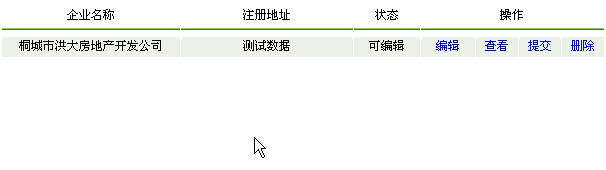 企业名称 注册地址 状态 操作
桐城市洪大房地产开发公司 测试数据 可编辑 编辑 查看 提交 删除